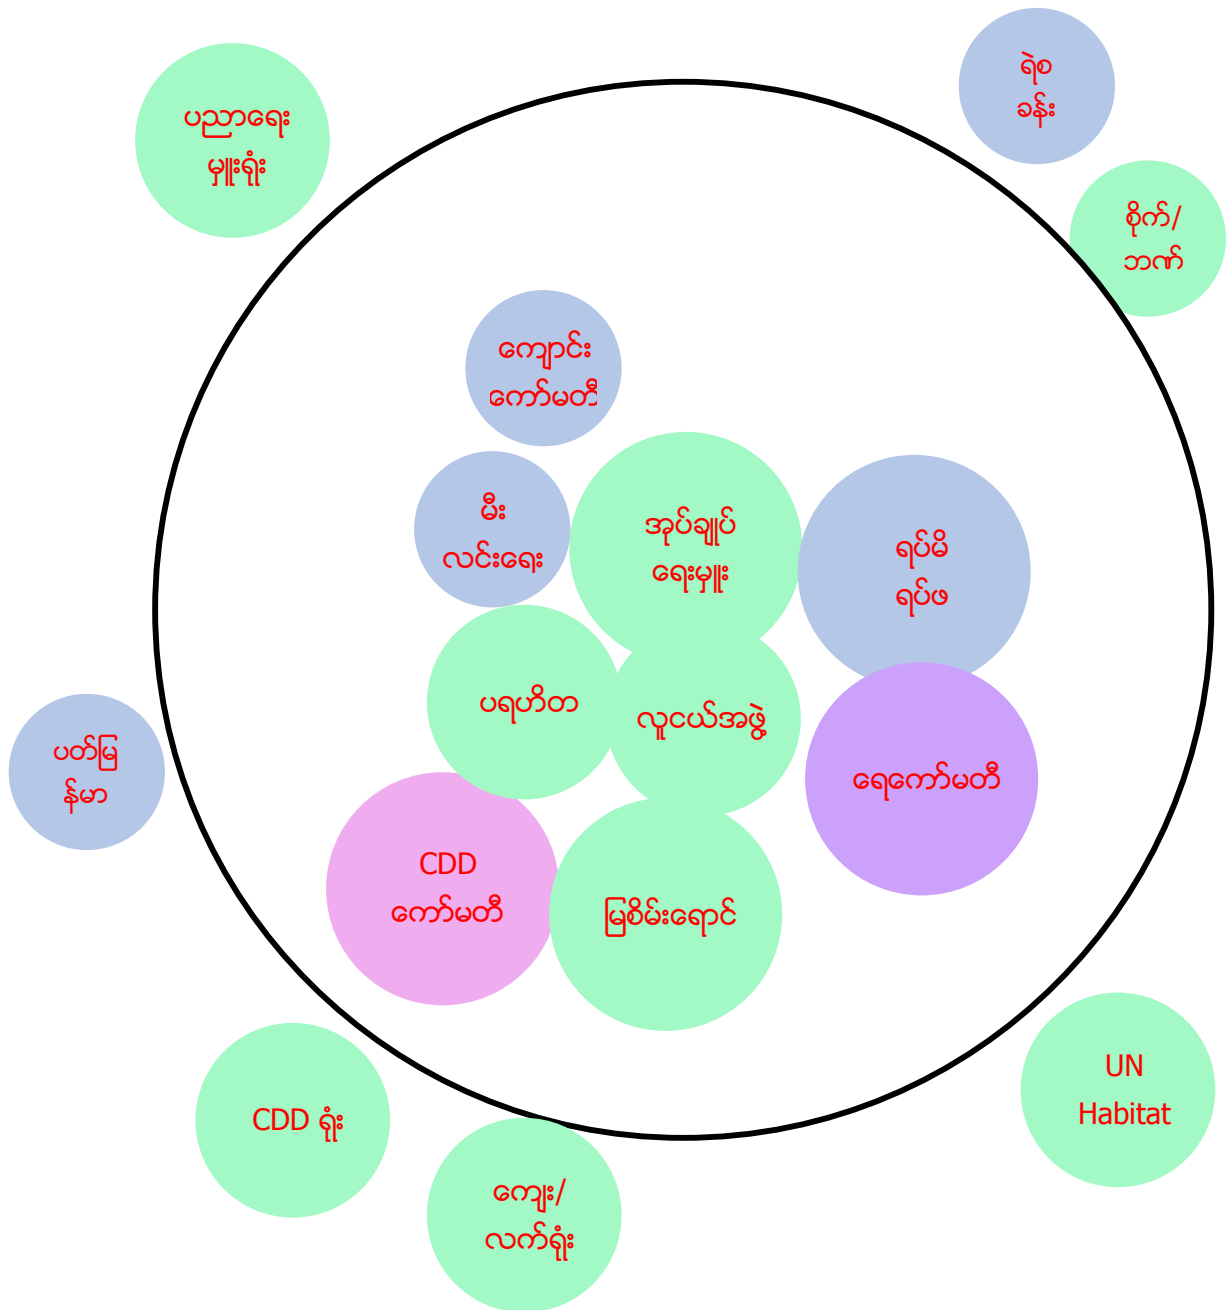 ရဲစ
ခန်း
ပညာရေး
မှူးရုံး
စိုက်/
ဘဏ်
ကျောင်း
ကော်မတီ
မီး
လင်းရေး
အုပ်ချုပ်
ရေးမှူး
ရပ်မိ
ရပ်ဖ
ပရဟိတ
လူငယ်အဖွဲ့
ပတ်မြ
န်မာ
ရေကော်မတီ
CDD
ကော်မတီ
မြစိမ်းရောင်
UN
Habitat
CDD ရုံး
ကျေး/
လက်ရုံး